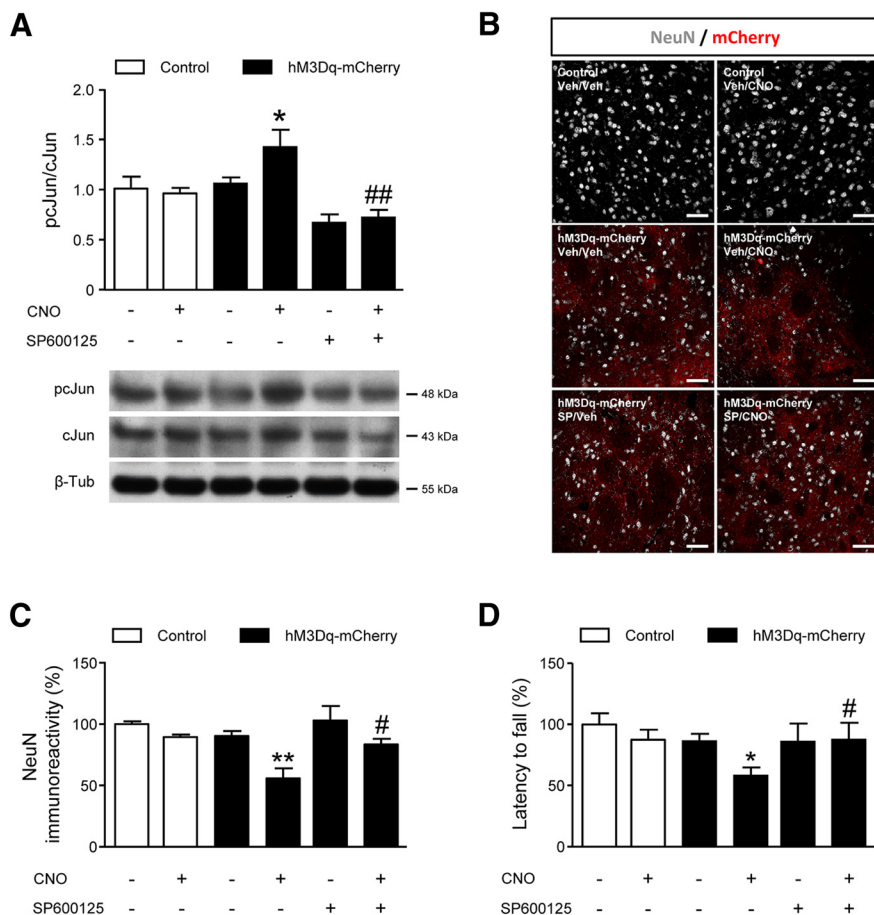 A
Control hM3Dq-mCherry
pcJun/cJun
2.0
1.5
1.0
0.5
0
*
##
CNO - + - + - +
SP600125 - - - - + +
pcJun
48 kDa
cJun
43 kDa
β-Tub
55 kDa
B
NeuN / mCherry
Control
Veh/Veh
Control
Veh/CNO
hM3Dq-mCherry
Veh/Veh
hM3Dq-mCherry
Veh/CNO
hM3Dq-mCherry
SP/Veh
hM3Dq-mCherry
SP/CNO
C
Control hM3Dq-mCherry
NeuN
immunoreactivity (%)
150
100
50
0
**
#
CNO - + - + - +
SP600125 - - - - + +
D
Control hM3Dq-mCherry
Latency to fall (%)
150
100
50
0
*
#
CNO - + - + - +
SP600125 - - - - + +